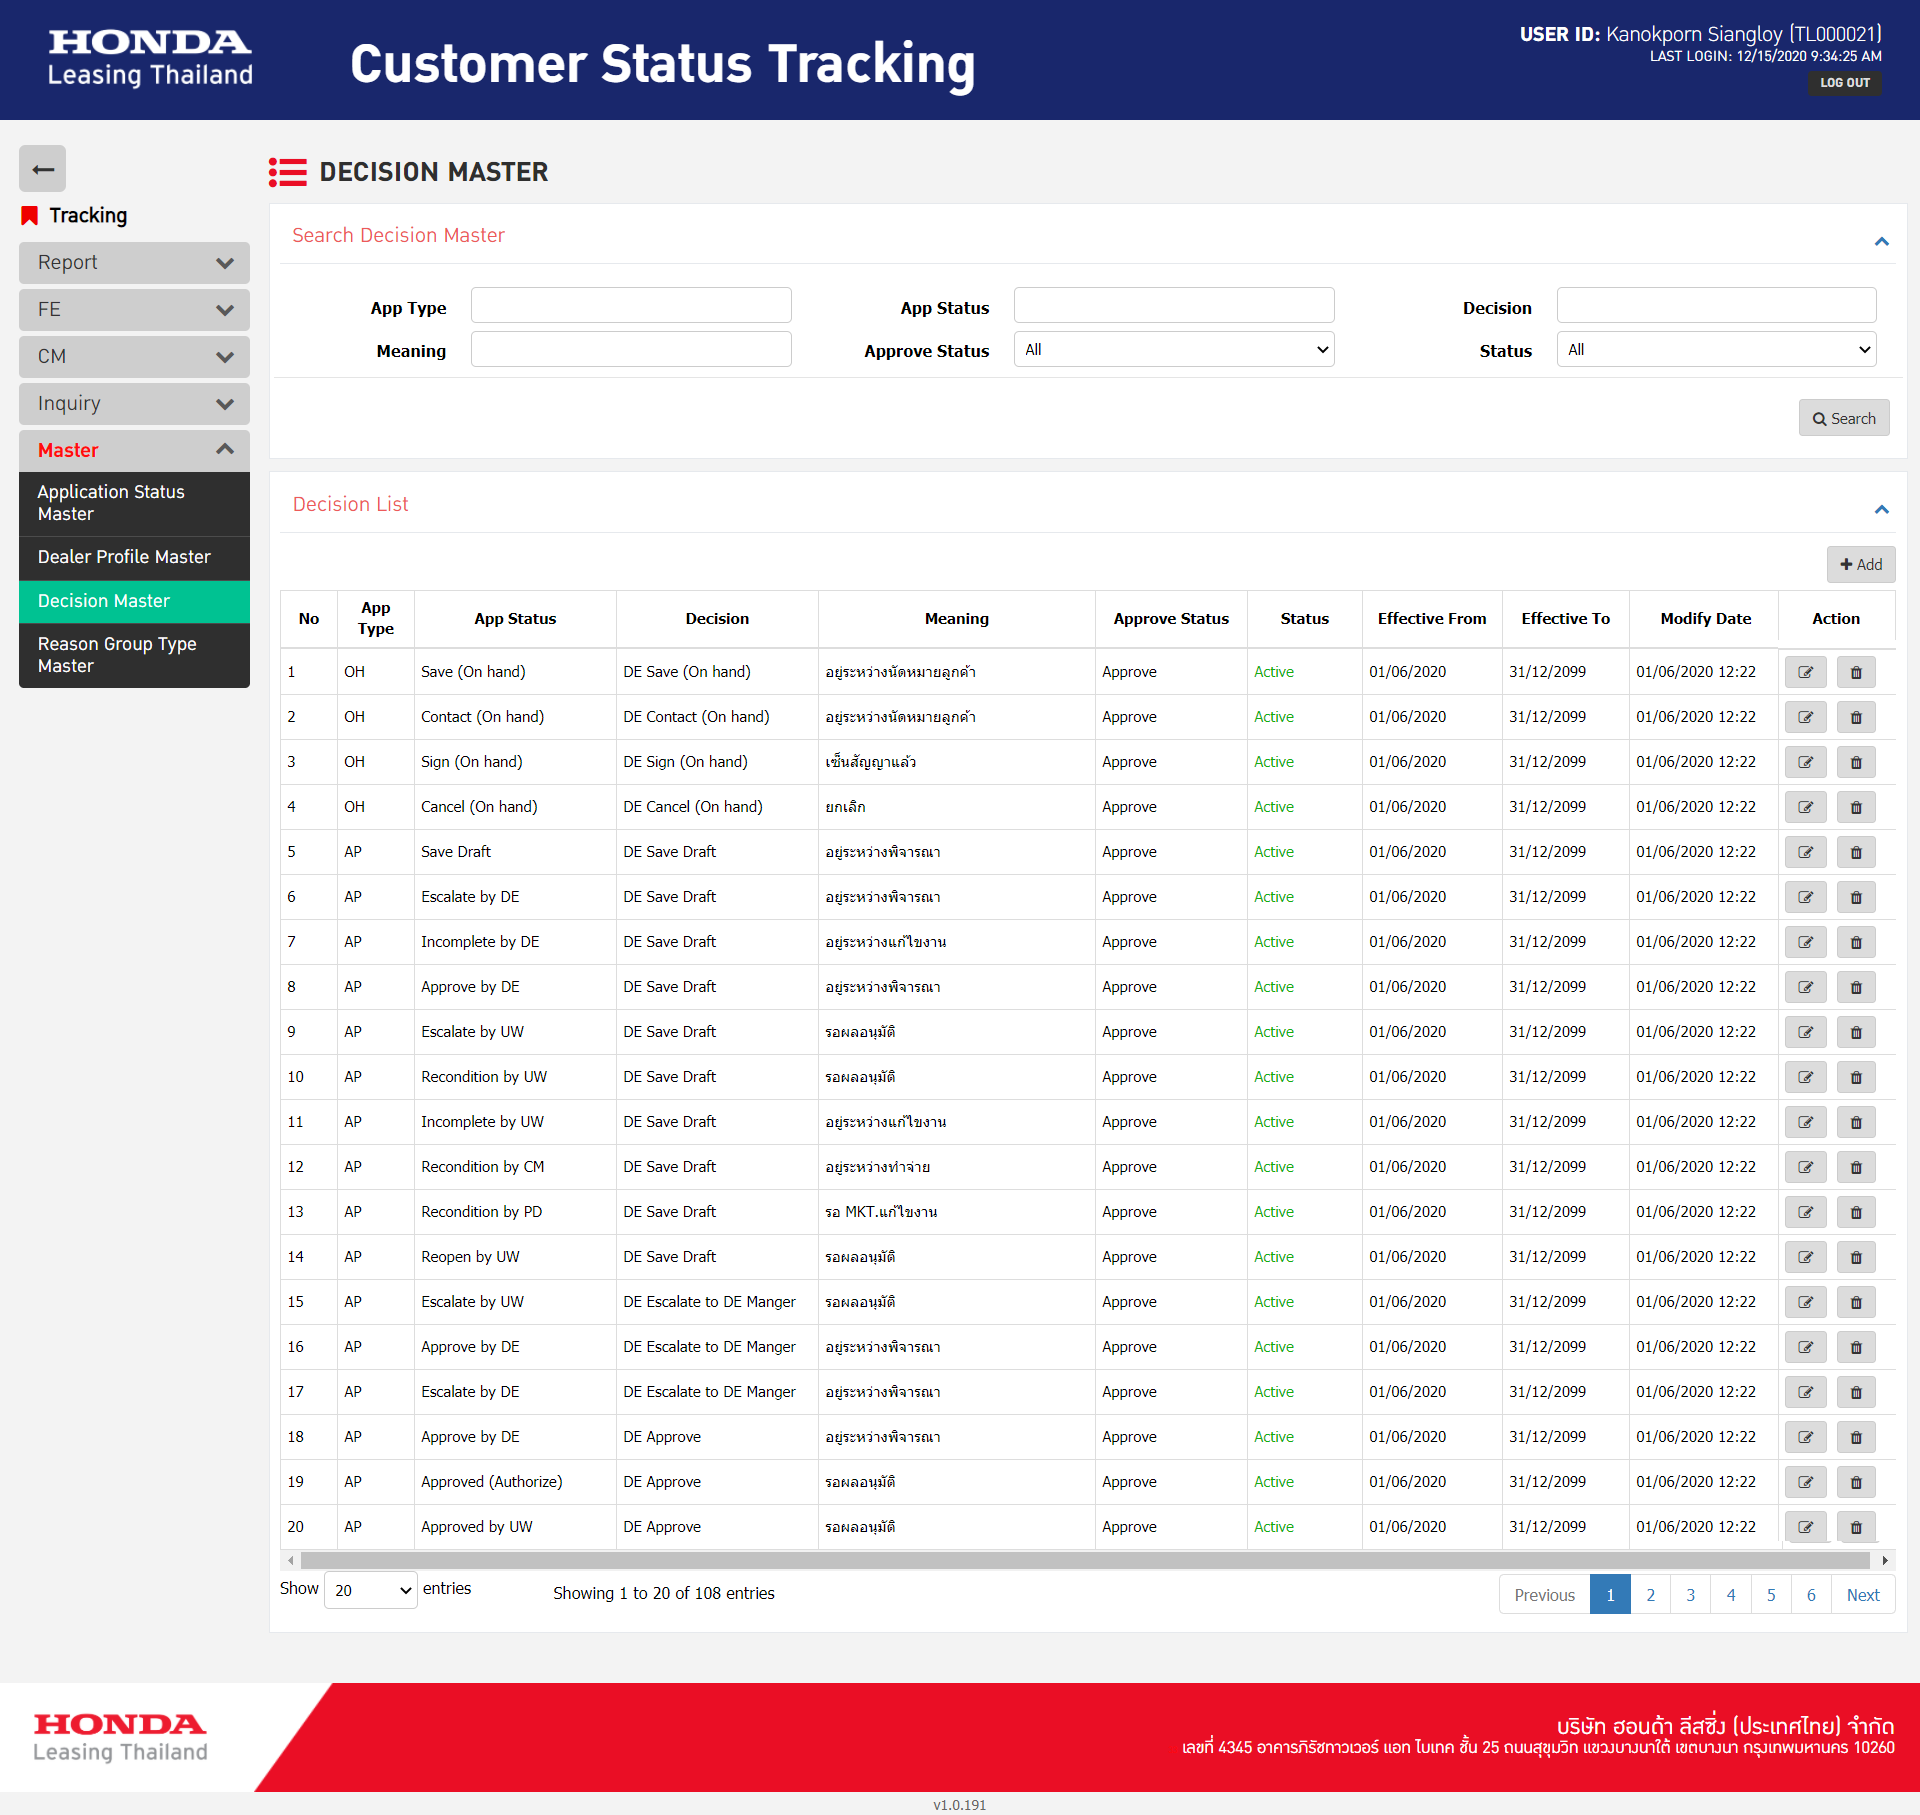 HONDA
Leasing Thailand
Customer Status Tracking
USER ID: Kanokporn Siangloy (TL000021)
LAST LOGIN: 12/15/2020 9:34:25 AM
LOG OUT
Tracking
Report
FE
CM
Inquiry
Master
Application Status
Master
Dealer Profile Master
Decision Master
Reason Group Type
Master
DECISION MASTER
Search Decision Master
App Type App Status Decision
Meaning Approve Status All Status All
Search
Decision List
Add
No App Type App Status Decision Meaning Approve Status Status Effective From Effective To Modify Date Action
1 OH Save (On hand) DE Save (On hand) อยู่ระหว่างนัดหมายลูกค้า Approve Active 01/06/2020 31/12/2099 01/06/2020 12:22
2 OH Contact (On hand) DE Contact (On hand) อยู่ระหว่างนัดหมายลูกค้า Approve Active 01/06/2020 31/12/2099 01/06/2020 12:22
3 OH Sign (On hand) DE Sign (On hand) เซ็นสัญญาแล้ว Approve Active 01/06/2020 31/12/2099 01/06/2020 12:22
4 OH Cancel (On hand) DE Cancel (On hand) ยกเลิก Approve Active 01/06/2020 31/12/2099 01/06/2020 12:22
5 AP Save Draft DE Save Draft อยู่ระหว่างพิจารณา Approve Active 01/06/2020 31/12/2099 01/06/2020 12:22
6 AP Escalate by DE DE Save Draft อยู่ระหว่างพิจารณา Approve Active 01/06/2020 31/12/2099 01/06/2020 12:22
7 AP Incomplete by DE DE Save Draft อยู่ระหว่างแก้ไขงาน Approve Active 01/06/2020 31/12/2099 01/06/2020 12:22
8 AP Approve by DE DE Save Draft อยู่ระหว่างพิจารณา Approve Active 01/06/2020 31/12/2099 01/06/2020 12:22
9 AP Escalate by UW DE Save Draft รอผลอนุมัติ Approve Active 01/06/2020 31/12/2099 01/06/2020 12:22
10 AP Recondition by UW DE Save Draft รอผลอนุมัติ Approve Active 01/06/2020 31/12/2099 01/06/2020 12:22
11 AP Incomplete by UW DE Save Draft อยู่ระหว่างแก้ไขงาน Approve Active 01/06/2020 31/12/2099 01/06/2020 12:22
12 AP Recondition by CM DE Save Draft อยู่ระหว่างทำจ่าย Approve Active 01/06/2020 31/12/2099 01/06/2020 12:22
13 AP Recondition by PD DE Save Draft รอ MKT.แก้ไขงาน Approve Active 01/06/2020 31/12/2099 01/06/2020 12:22
14 AP Reopen by UW DE Save Draft รอผลอนุมัติ Approve Active 01/06/2020 31/12/2099 01/06/2020 12:22
15 AP Escalate by UW DE Escalate to DE Manger รอผลอนุมัติ Approve Active 01/06/2020 31/12/2099 01/06/2020 12:22
16 AP Approve by DE DE Escalate to DE Manger อยู่ระหว่างพิจารณา Approve Active 01/06/2020 31/12/2099 01/06/2020 12:22
17 AP Escalate by DE DE Escalate to DE Manger อยู่ระหว่างพิจารณา Approve Active 01/06/2020 31/12/2099 01/06/2020 12:22
18 AP Approve by DE DE Approve อยู่ระหว่างพิจารณา Approve Active 01/06/2020 31/12/2099 01/06/2020 12:22
19 AP Approved (Authorize) DE Approve รอผลอนุมัติ Approve Active 01/06/2020 31/12/2099 01/06/2020 12:22
20 AP Approved by UW DE Approve รอผลอนุมัติ Approve Active 01/06/2020 31/12/2099 01/06/2020 12:22
Show 20 entries Showing 1 to 20 of 108 entries Previous 1 2 3 4 5 6 Next
HONDA
Leasing Thailand
บริษัท ฮอนด้า ลีสซิ่ง (ประเทศไทย) จำกัด
เลขที่ 4345 อาคารภิรัชทาวเวอร์ แอท ไบเทค ชั้น 25 ถนนสุขุมวิท แขวงบางนาใต้ เขตบางนา กรุงเทพมหานคร 10260
v1.0.191